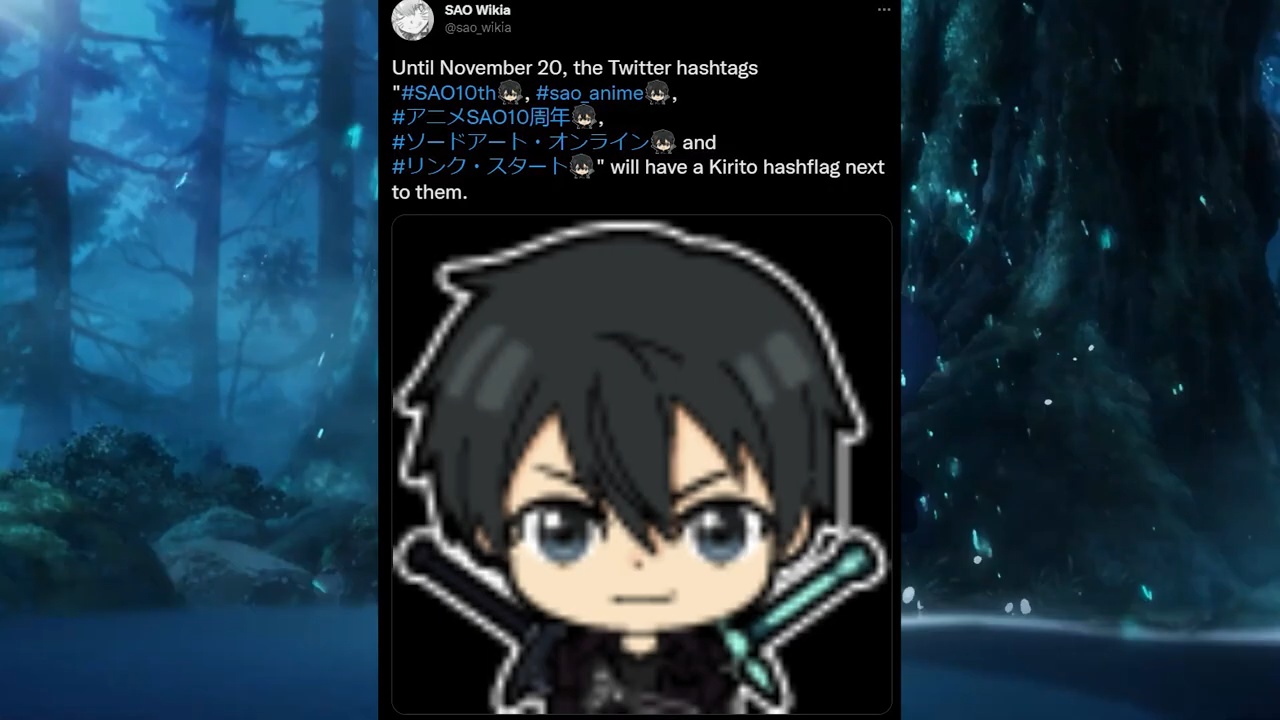 SAO Wikia
@sao_wikia
Until November 20, the Twitter hashtags
"#SAO10th, #sao_anime,
#アニメSAO10周年,
#ソードアート・オンライン and
#リンク・スタート" will have a Kirito hashflag next
to them.